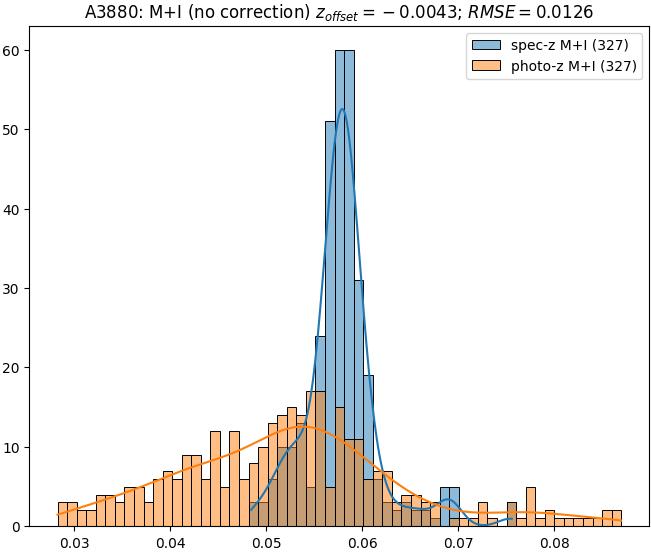 A3880: M+I (no correction) z_offset = −0.0043; RMSE = 0.0126
spec-z M+I (327)
photo-z M+I (327)
60
50
40
30
20
10
0
0.03 0.04 0.05 0.06 0.07 0.08